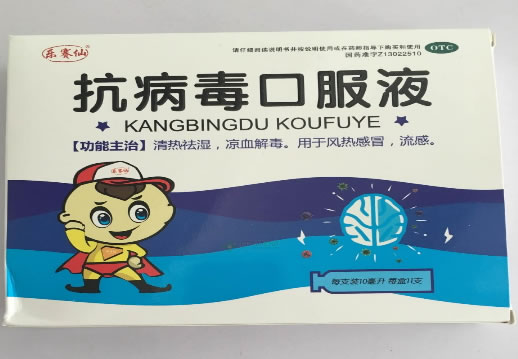 乐赛仙
请仔细阅读说明书并按说明使用或在药师指导下购买和使用
国药准字Z13022510
OTC
抗病毒口服液
KANGBINGDU KOUFUYE
【功能主治】清热祛湿，凉血解毒。用于风热感冒，流感。
乐赛仙
每支装10毫升 每盒11支